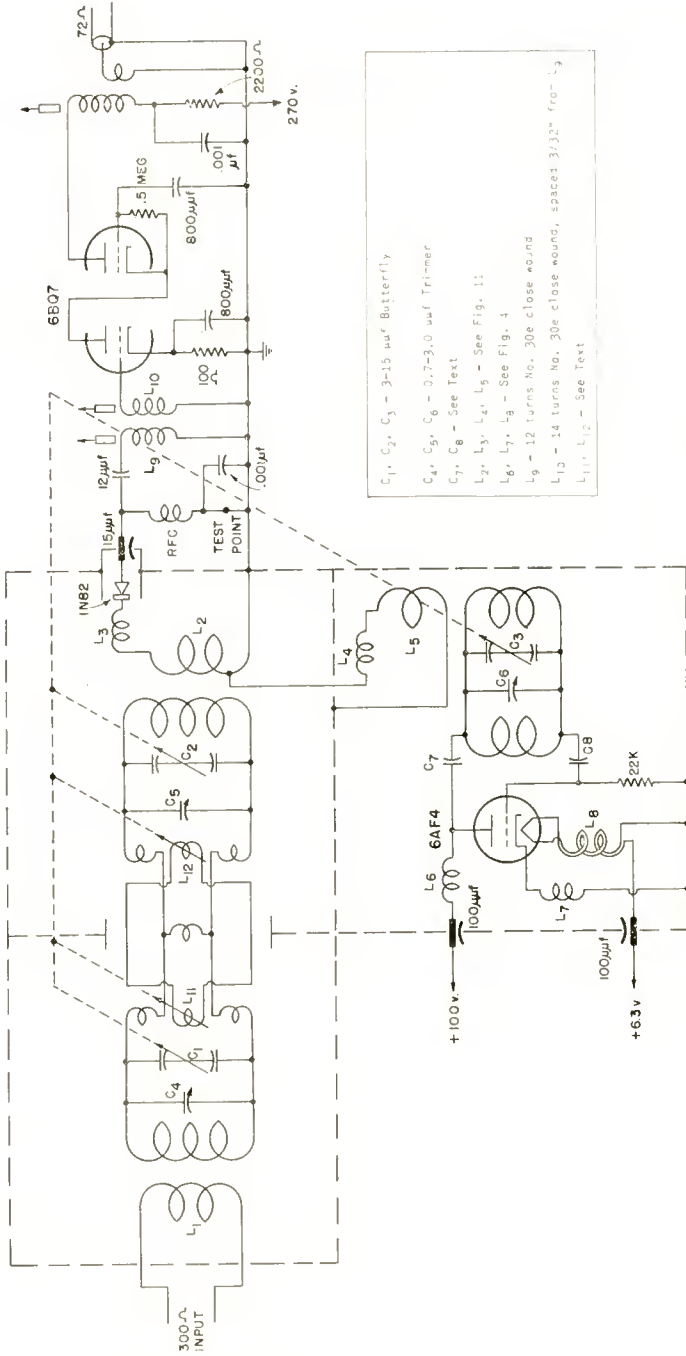 300Ω
INPUT
L1
C4
C1
L11
L12
C5
C2
L2
L3
1N82
15µµf
12µµf
RFC
TEST
POINT
.001µf
L9
L10
100
Ω
800µµf
6BQ7
.5 MEG
800µµf
.001
µf
2200Ω
270 v.
72Ω
L4
L5
C3
C6
C7
C8
6AF4
22K
L6
L7
L8
100µµf
+100 v.
100µµf
+6.3 v
C1, C2, C3 - 3-15 µµf Butterfly
C4, C5, C6 - 0.7-3.0 µµf Trimmer
C7, C8 - See Text
L2, L3, L4, L5 - See Fig. 11
L6, L7, L8 - See Fig. 4
L9 - 12 turns No. 30e close wound
L10 - 14 turns No. 30e close wound, spaced 3/32" from L9
L11, L12 - See Text